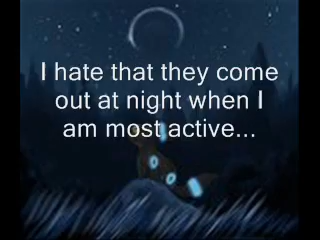 I hate that they come
out at night when I
am most active...